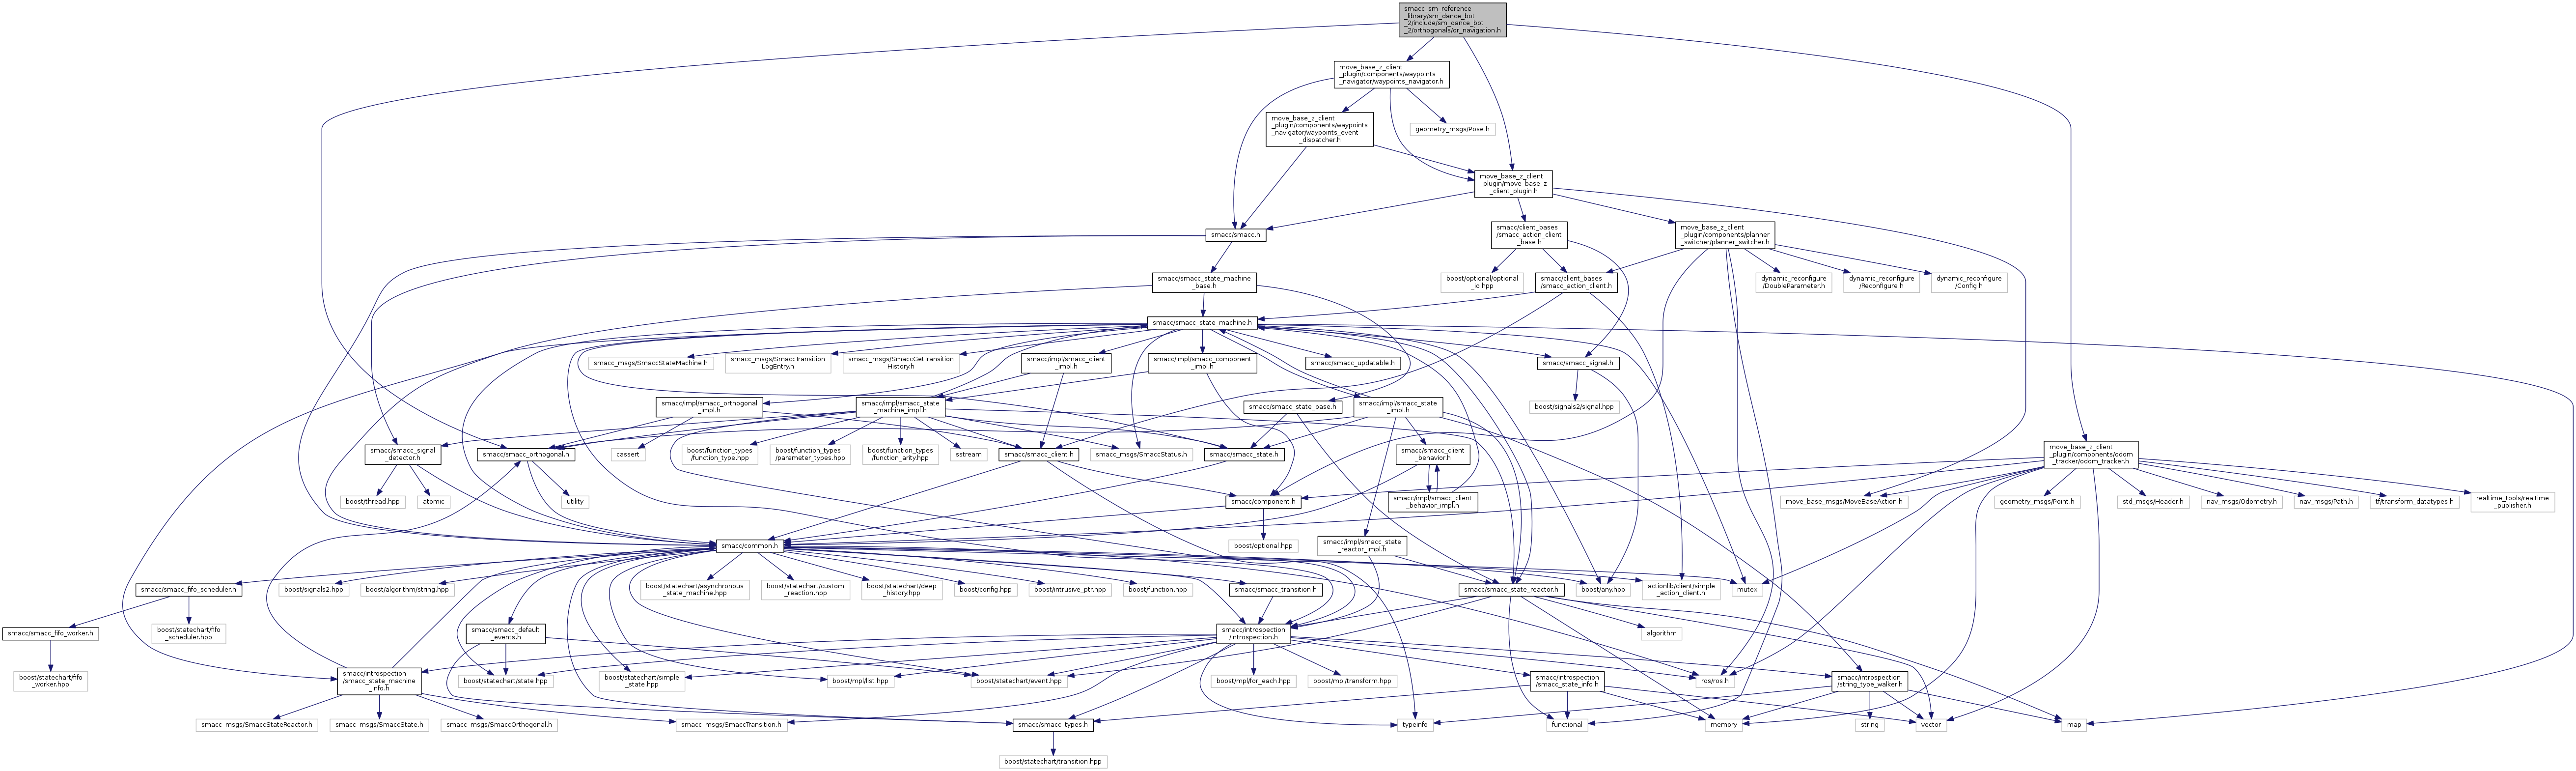 smacc_sm_reference
_library/sm_dance_bot
_2/include/sm_dance_bot
_2/orthogonals/or_navigation.h
move_base_z_client
_plugin/components/waypoints
_navigator/waypoints_navigator.h
move_base_z_client
_plugin/components/waypoints
_navigator/waypoints_event
_dispatcher.h
geometry_msgs/Pose.h
move_base_z_client
_plugin/move_base_z
_client_plugin.h
smacc/smacc.h
smacc/client_bases
/smacc_action_client
_base.h
move_base_z_client
_plugin/components/planner
_switcher/planner_switcher.h
smacc/smacc_state_machine
_base.h
boost/optional/optional
_io.hpp
smacc/client_bases
/smacc_action_client.h
dynamic_reconfigure
/DoubleParameter.h
dynamic_reconfigure
/Reconfigure.h
dynamic_reconfigure
/Config.h
smacc/smacc_state_machine.h
smacc_msgs/SmaccStateMachine.h
smacc_msgs/SmaccTransition
LogEntry.h
smacc_msgs/SmaccGetTransition
History.h
smacc/impl/smacc_client
_impl.h
smacc/impl/smacc_component
_impl.h
smacc/smacc_updatable.h
smacc/smacc_signal.h
smacc/impl/smacc_orthogonal
_impl.h
smacc/impl/smacc_state
_machine_impl.h
smacc/smacc_state_base.h
smacc/impl/smacc_state
_impl.h
boost/signals2/signal.hpp
smacc/smacc_signal
_detector.h
smacc/smacc_orthogonal.h
cassert
boost/function_types
/function_type.hpp
boost/function_types
/parameter_types.hpp
boost/function_types
/function_arity.hpp
sstream
smacc/smacc_client.h
smacc_msgs/SmaccStatus.h
smacc/smacc_state.h
smacc/smacc_client
_behavior.h
move_base_z_client
_plugin/components/odom
_tracker/odom_tracker.h
boost/thread.hpp
atomic
utility
smacc/component.h
smacc/impl/smacc_client
_behavior_impl.h
move_base_msgs/MoveBaseAction.h
geometry_msgs/Point.h
std_msgs/Header.h
nav_msgs/Odometry.h
nav_msgs/Path.h
tf/transform_datatypes.h
realtime_tools/realtime
_publisher.h
smacc/common.h
boost/optional.hpp
smacc/impl/smacc_state
_reactor_impl.h
smacc/smacc_fifo_scheduler.h
boost/signals2.hpp
boost/algorithm/string.hpp
boost/statechart/asynchronous
_state_machine.hpp
boost/statechart/custom
_reaction.hpp
boost/statechart/deep
_history.hpp
boost/config.hpp
boost/intrusive_ptr.hpp
boost/function.hpp
smacc/smacc_transition.h
smacc/smacc_state_reactor.h
boost/any.hpp
actionlib/client/simple
_action_client.h
mutex
smacc/smacc_fifo_worker.h
boost/statechart/fifo
_scheduler.hpp
smacc/smacc_default
_events.h
smacc/introspection
/introspection.h
algorithm
boost/statechart/fifo
_worker.hpp
smacc/introspection
/smacc_state_machine
_info.h
boost/statechart/state.hpp
boost/statechart/simple
_state.hpp
boost/mpl/list.hpp
boost/statechart/event.hpp
boost/mpl/for_each.hpp
boost/mpl/transform.hpp
smacc/introspection
/smacc_state_info.h
ros/ros.h
smacc/introspection
/string_type_walker.h
smacc_msgs/SmaccStateReactor.h
smacc_msgs/SmaccState.h
smacc_msgs/SmaccOrthogonal.h
smacc_msgs/SmaccTransition.h
smacc/smacc_types.h
typeinfo
functional
memory
string
vector
map
boost/statechart/transition.hpp